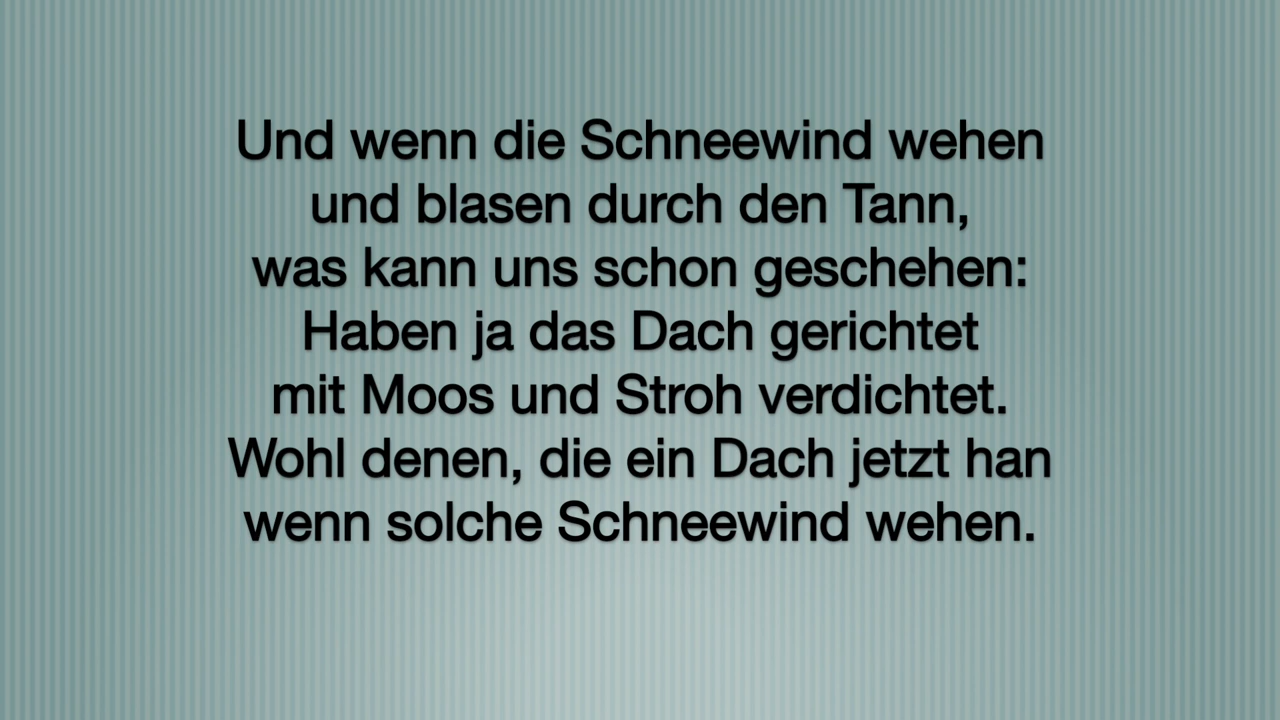 Und wenn die Schneewind wehen
und blasen durch den Tann,
was kann uns schon geschehen:
Haben ja das Dach gerichtet
mit Moos und Stroh verdichtet.
Wohl denen, die ein Dach jetzt han
wenn solche Schneewind wehen.